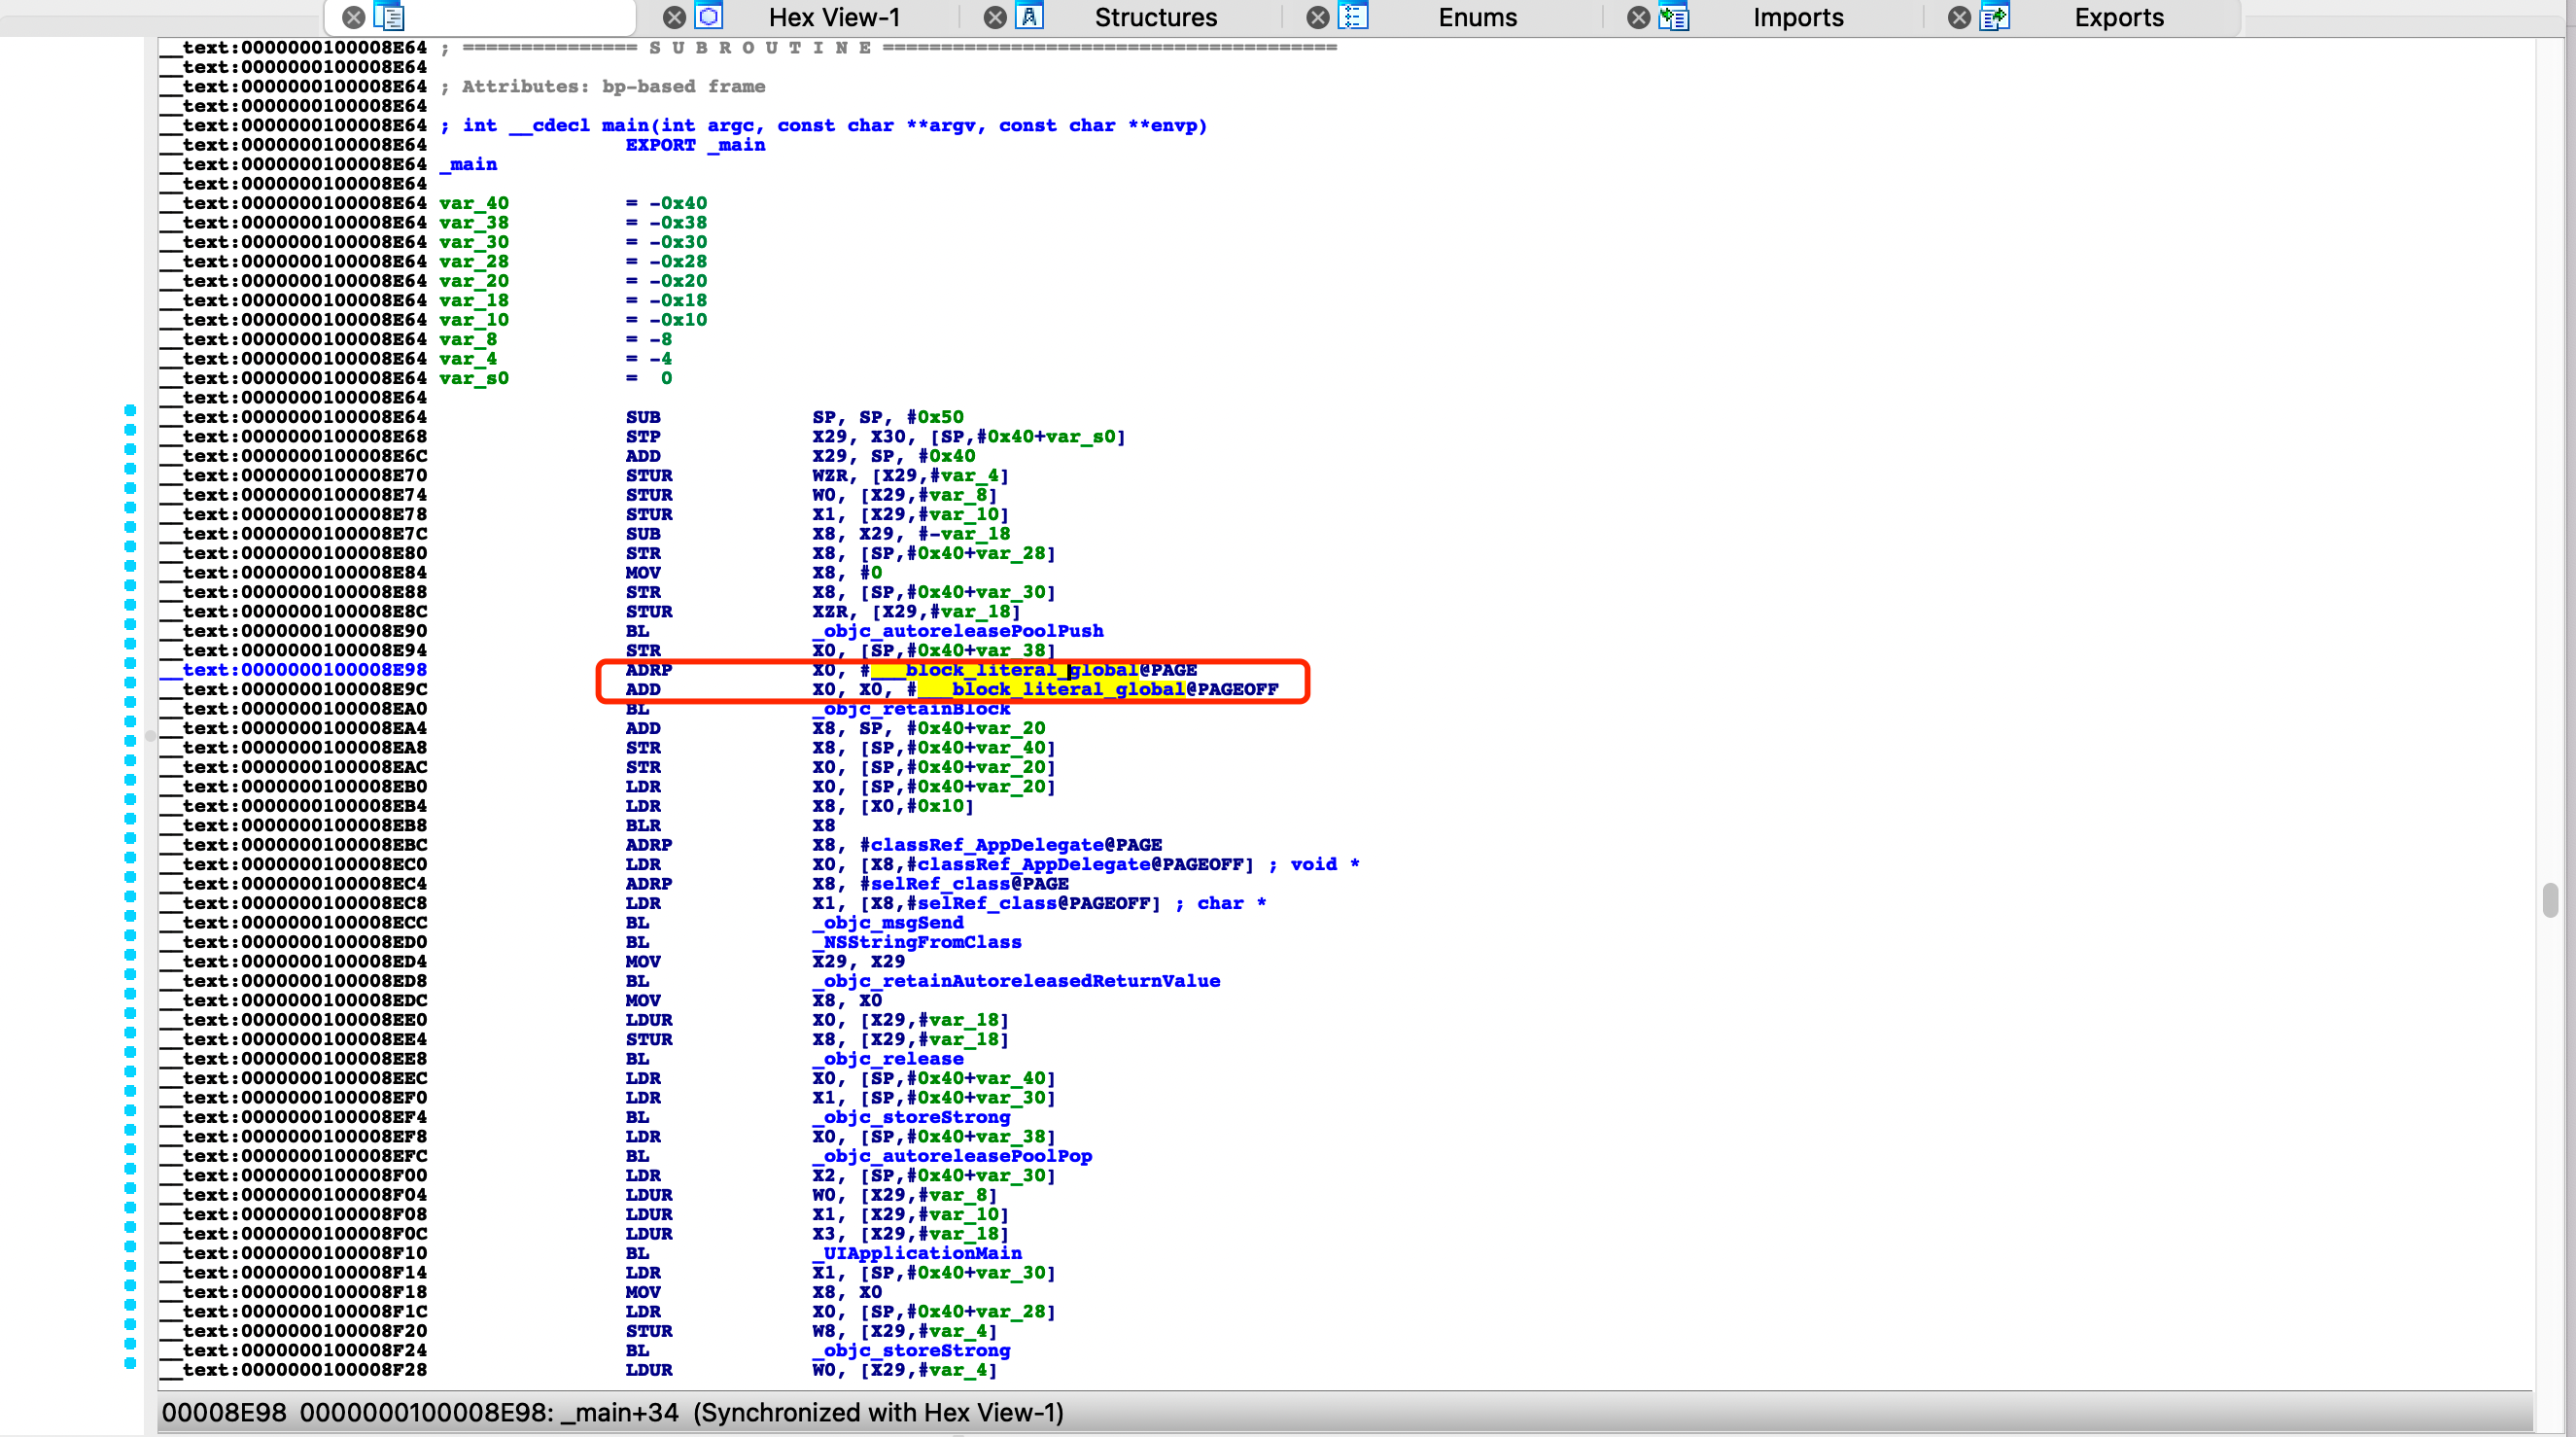 Hex View-1 Structures Enums Imports Exports
__text:0000000100008E64 ; =============== S U B R O U T I N E =======================================
__text:0000000100008E64
__text:0000000100008E64 ; Attributes: bp-based frame
__text:0000000100008E64
__text:0000000100008E64 ; int __cdecl main(int argc, const char **argv, const char **envp)
__text:0000000100008E64 EXPORT _main
__text:0000000100008E64 _main
__text:0000000100008E64
__text:0000000100008E64 var_40 = -0x40
__text:0000000100008E64 var_38 = -0x38
__text:0000000100008E64 var_30 = -0x30
__text:0000000100008E64 var_28 = -0x28
__text:0000000100008E64 var_20 = -0x20
__text:0000000100008E64 var_18 = -0x18
__text:0000000100008E64 var_10 = -0x10
__text:0000000100008E64 var_8 = -8
__text:0000000100008E64 var_4 = -4
__text:0000000100008E64 var_s0 = 0
__text:0000000100008E64
__text:0000000100008E64 SUB SP, SP, #0x50
__text:0000000100008E68 STP X29, X30, [SP,#0x40+var_s0]
__text:0000000100008E6C ADD X29, SP, #0x40
__text:0000000100008E70 STUR WZR, [X29,#var_4]
__text:0000000100008E74 STUR W0, [X29,#var_8]
__text:0000000100008E78 STUR X1, [X29,#var_10]
__text:0000000100008E7C SUB X8, X29, #-var_18
__text:0000000100008E80 STR X8, [SP,#0x40+var_28]
__text:0000000100008E84 MOV X8, #0
__text:0000000100008E88 STR X8, [SP,#0x40+var_30]
__text:0000000100008E8C STUR XZR, [X29,#var_18]
__text:0000000100008E90 BL _objc_autoreleasePoolPush
__text:0000000100008E94 STR X0, [SP,#0x40+var_38]
__text:0000000100008E98 ADRP X0, #___block_literal_global@PAGE
__text:0000000100008E9C ADD X0, X0, #___block_literal_global@PAGEOFF
__text:0000000100008EA0 BL _objc_retainBlock
__text:0000000100008EA4 ADD X8, SP, #0x40+var_20
__text:0000000100008EA8 STR X8, [SP,#0x40+var_40]
__text:0000000100008EAC STR X0, [SP,#0x40+var_20]
__text:0000000100008EB0 LDR X0, [SP,#0x40+var_20]
__text:0000000100008EB4 LDR X8, [X0,#0x10]
__text:0000000100008EB8 BLR X8
__text:0000000100008EBC ADRP X8, #classRef_AppDelegate@PAGE
__text:0000000100008EC0 LDR X0, [X8,#classRef_AppDelegate@PAGEOFF] ; void *
__text:0000000100008EC4 ADRP X8, #selRef_class@PAGE
__text:0000000100008EC8 LDR X1, [X8,#selRef_class@PAGEOFF] ; char *
__text:0000000100008ECC BL _objc_msgSend
__text:0000000100008ED0 BL _NSStringFromClass
__text:0000000100008ED4 MOV X29, X29
__text:0000000100008ED8 BL _objc_retainAutoreleasedReturnValue
__text:0000000100008EDC MOV X8, X0
__text:0000000100008EE0 LDUR X0, [X29,#var_18]
__text:0000000100008EE4 STUR X8, [X29,#var_18]
__text:0000000100008EE8 BL _objc_release
__text:0000000100008EEC LDR X0, [SP,#0x40+var_40]
__text:0000000100008EF0 LDR X1, [SP,#0x40+var_30]
__text:0000000100008EF4 BL _objc_storeStrong
__text:0000000100008EF8 LDR X0, [SP,#0x40+var_38]
__text:0000000100008EFC BL _objc_autoreleasePoolPop
__text:0000000100008F00 LDR X2, [SP,#0x40+var_30]
__text:0000000100008F04 LDUR W0, [X29,#var_8]
__text:0000000100008F08 LDUR X1, [X29,#var_10]
__text:0000000100008F0C LDUR X3, [X29,#var_18]
__text:0000000100008F10 BL _UIApplicationMain
__text:0000000100008F14 LDR X1, [SP,#0x40+var_30]
__text:0000000100008F18 MOV X8, X0
__text:0000000100008F1C LDR X0, [SP,#0x40+var_28]
__text:0000000100008F20 STUR W8, [X29,#var_4]
__text:0000000100008F24 BL _objc_storeStrong
__text:0000000100008F28 LDUR W0, [X29,#var_4]
00008E98 0000000100008E98: _main+34 (Synchronized with Hex View-1)